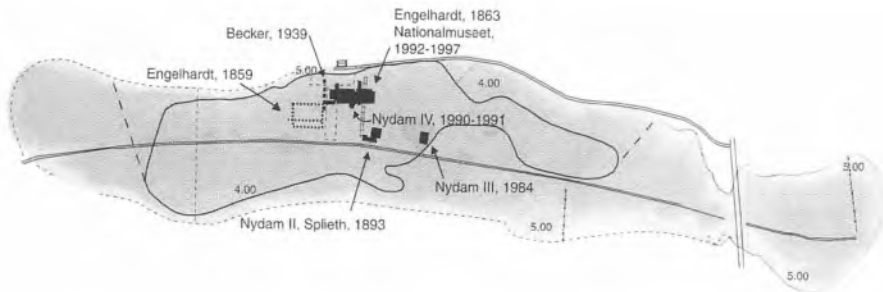 Engelhardt, 1863
Nationalmuseet,
1992-1997
Becker, 1939
5.00
4.00
Engelhardt, 1859
Nydam IV, 1990-1991
Nydam III, 1984
4.00
Nydam II, Splieth, 1893
5.00
5.00
5.00